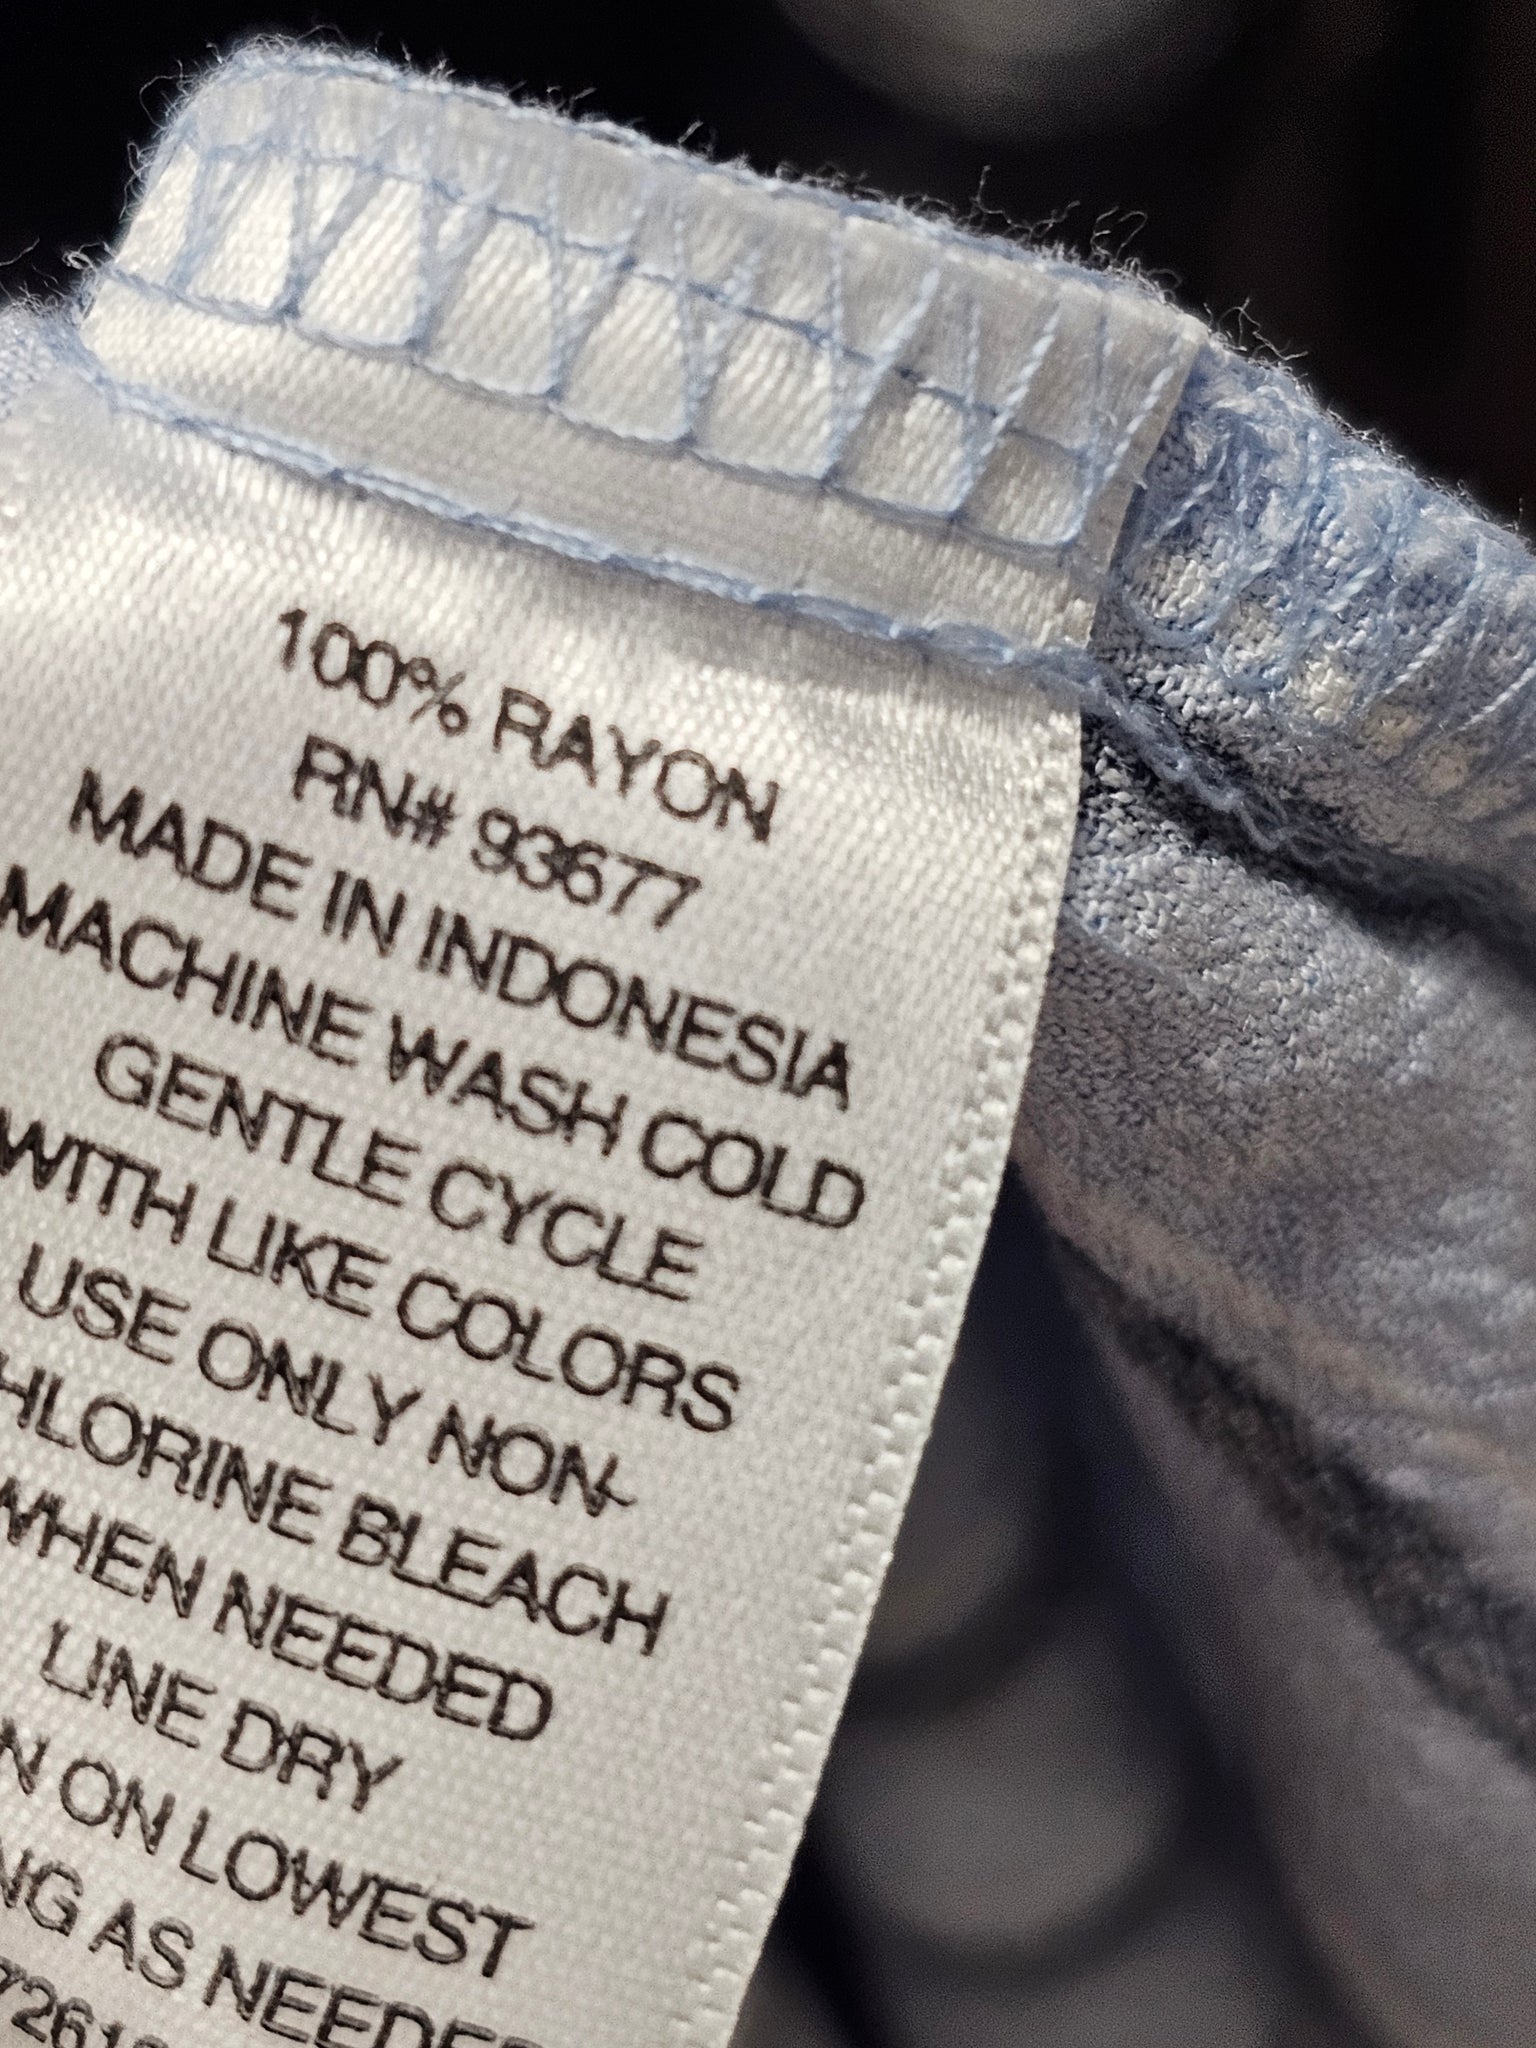 100% RAYON
RN# 93677
MADE IN INDONESIA
MACHINE WASH COLD
GENTLE CYCLE
WITH LIKE COLORS
USE ONLY NON-
HLORINE BLEACH
WHEN NEEDED
LINE DRY
N ON LOWEST
NG AS NEEDE